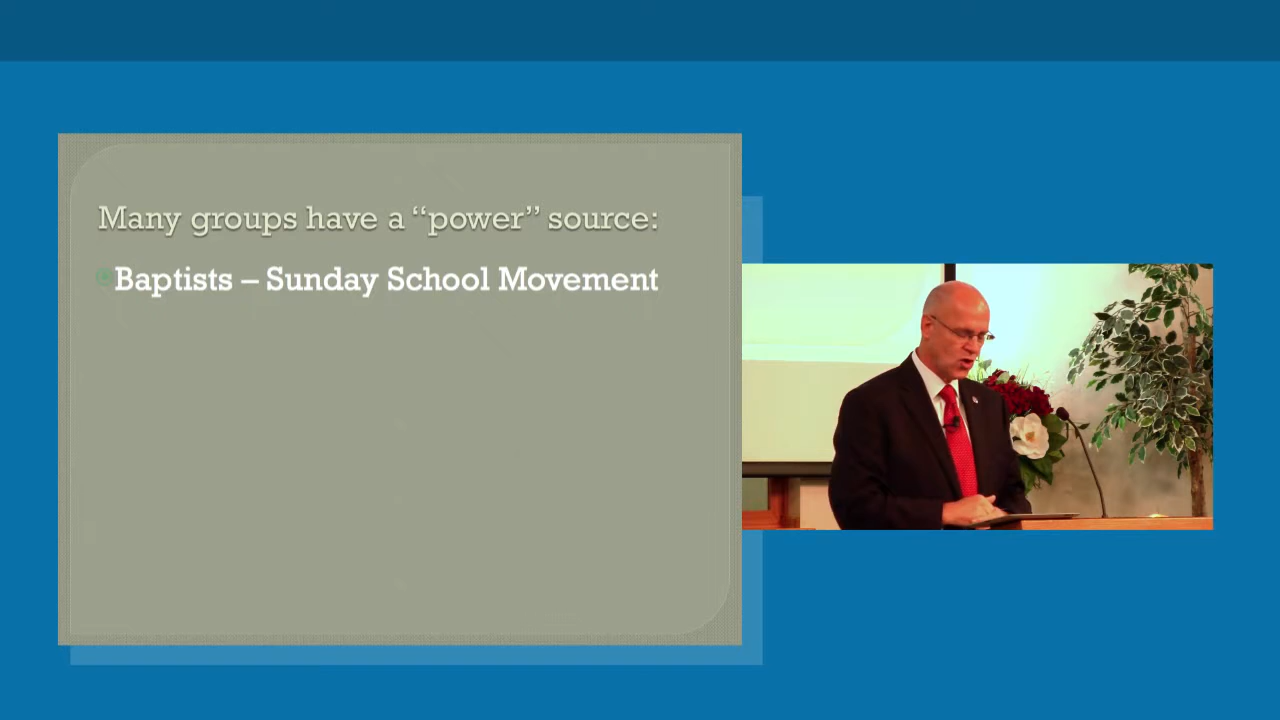 Many groups have a “power” source:
Baptists – Sunday School Movement